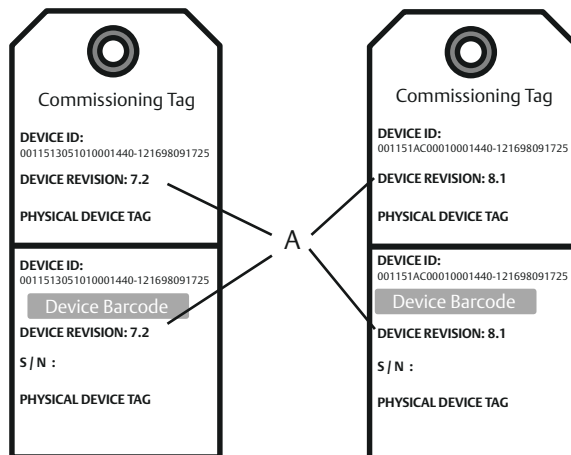 Commissioning Tag
DEVICE ID:
0011513051010001440-121698091725
DEVICE REVISION: 7.2
PHYSICAL DEVICE TAG
DEVICE ID:
0011513051010001440-121698091725
Device Barcode
DEVICE REVISION: 7.2
S / N :
PHYSICAL DEVICE TAG
A
Commissioning Tag
DEVICE ID:
001151AC00010001440-121698091725
DEVICE REVISION: 8.1
PHYSICAL DEVICE TAG
DEVICE ID:
001151AC00010001440-121698091725
Device Barcode
DEVICE REVISION: 8.1
S / N :
PHYSICAL DEVICE TAG